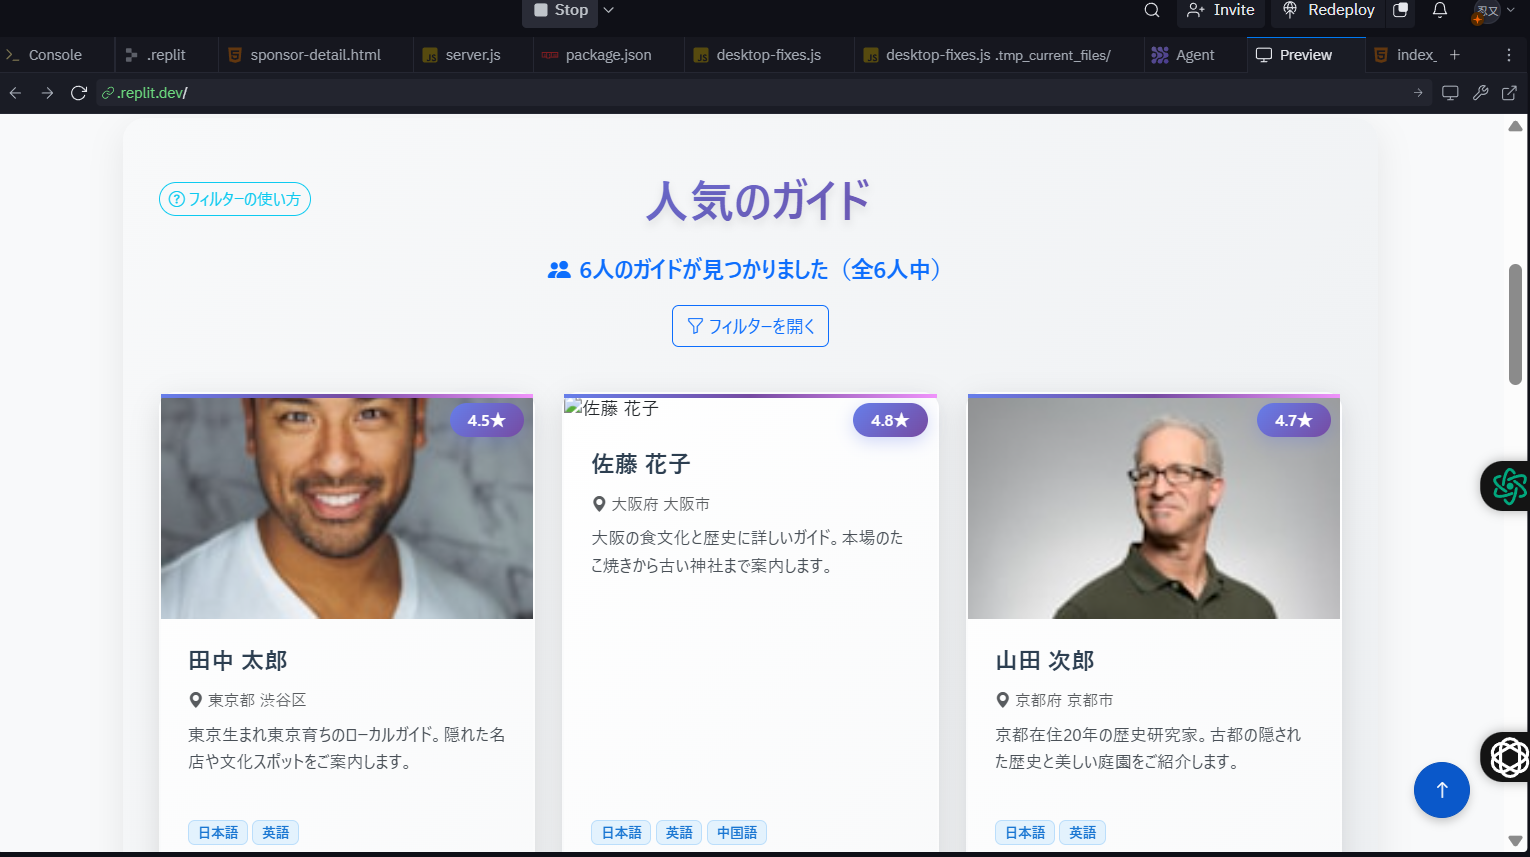 Stop
Invite
Redeploy
忍又
Console
.replit
sponsor-detail.html
server.js
package.json
desktop-fixes.js
desktop-fixes.js .tmp_current_files/
Agent
Preview
index_
.replit.dev/
フィルターの使い方
人気のガイド
6人のガイドが見つかりました（全6人中）
フィルターを開く
4.5★
田中 太郎
東京都 渋谷区
東京生まれ東京育ちのローカルガイド。隠れた名
店や文化スポットをご案内します。
日本語
英語
佐藤 花子
4.8★
佐藤 花子
大阪府 大阪市
大阪の食文化と歴史に詳しいガイド。本場のた
こ焼きから古い神社まで案内します。
日本語
英語
中国語
4.7★
山田 次郎
京都府 京都市
京都在住20年の歴史研究家。古都の隠され
た歴史と美しい庭園をご紹介します。
日本語
英語